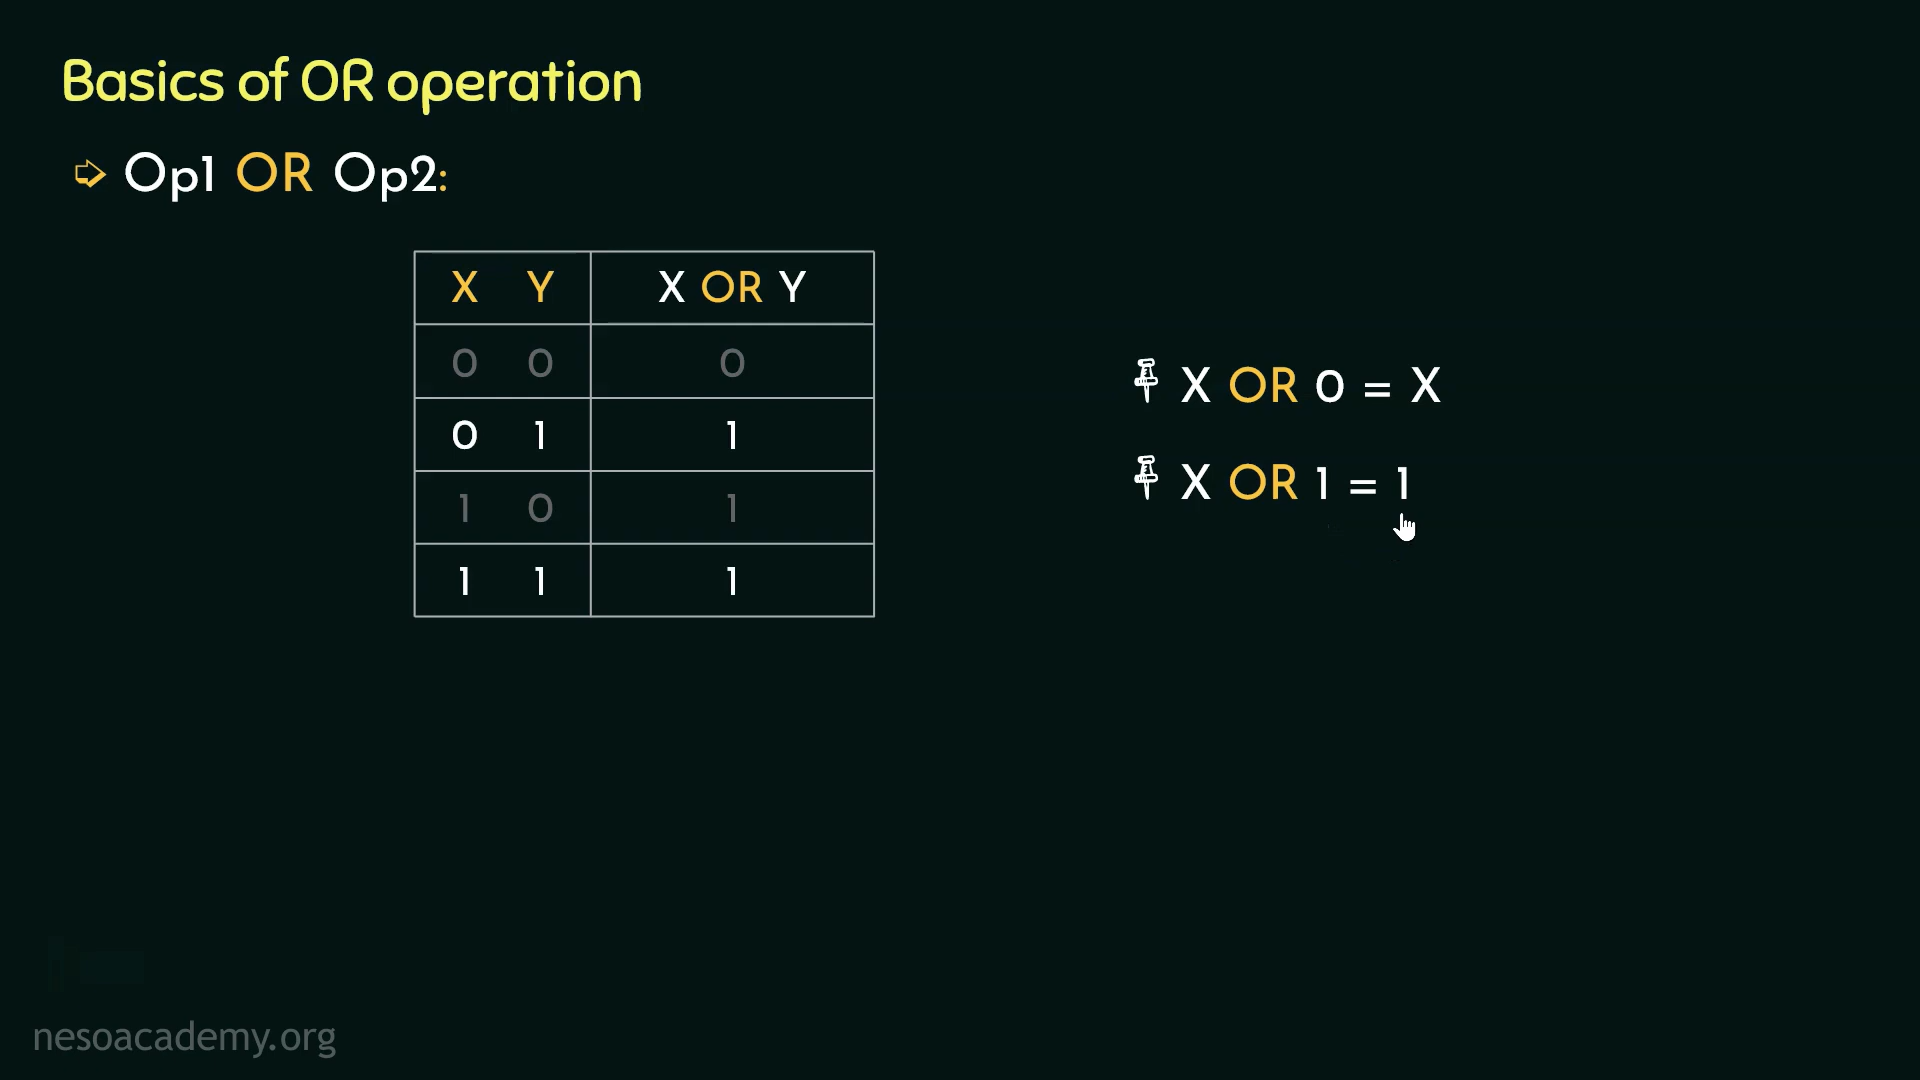 Basics of OR operation
➩ Op1 OR Op2:
X Y X OR Y
0 0 0
0 1 1
1 0 1
1 1 1
X OR 0 = X
X OR 1 = 1
nesoacademy.org